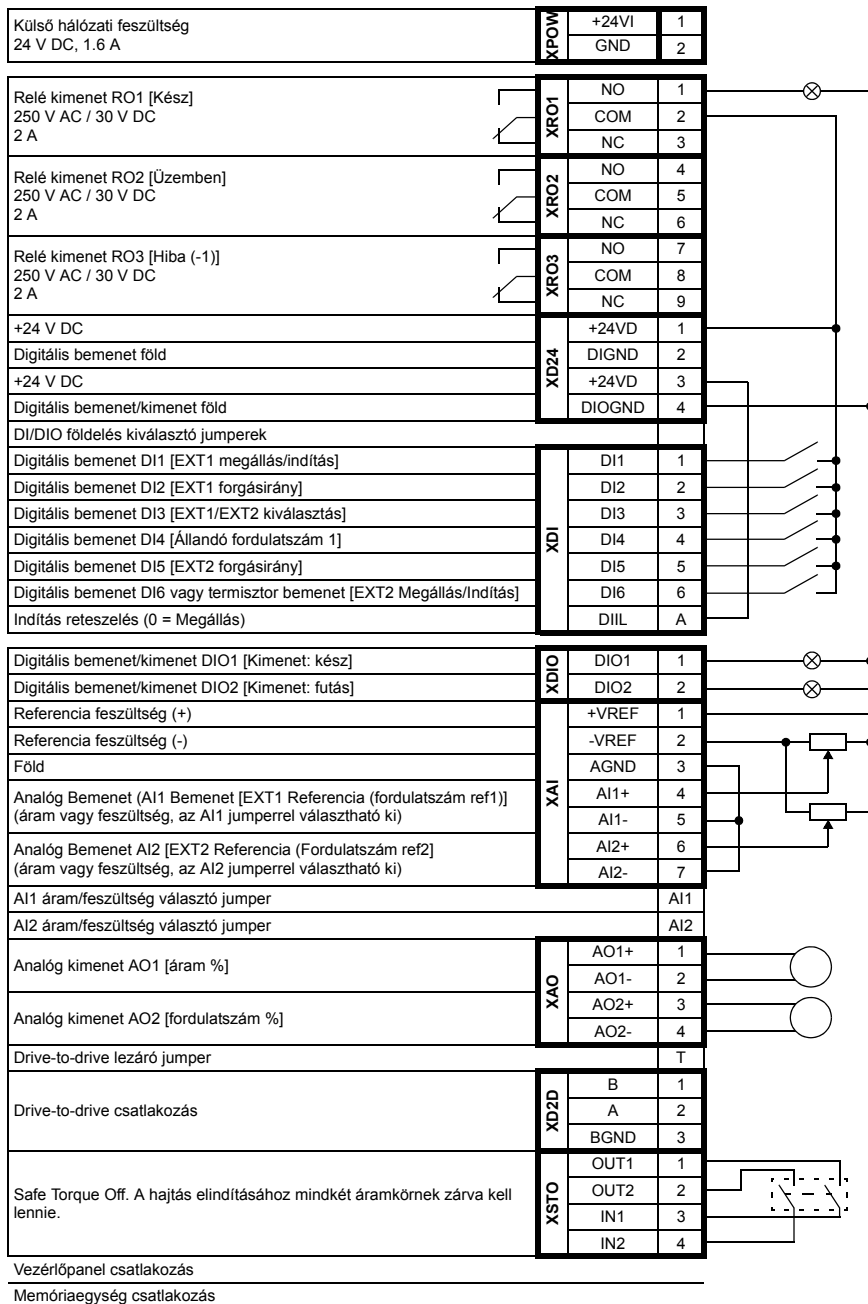 Külső hálózati feszültség
24 V DC, 1.6 A
XPOW
+24VI 1
GND 2
Relé kimenet RO1 [Kész]
250 V AC / 30 V DC
2 A
XRO1
NO 1
COM 2
NC 3
Relé kimenet RO2 [Üzemben]
250 V AC / 30 V DC
2 A
XRO2
NO 4
COM 5
NC 6
Relé kimenet RO3 [Hiba (-1)]
250 V AC / 30 V DC
2 A
XRO3
NO 7
COM 8
NC 9
XD24
+24 V DC +24VD 1
Digitális bemenet föld DIGND 2
+24 V DC +24VD 3
Digitális bemenet/kimenet föld DIOGND 4
DI/DIO földelés kiválasztó jumperek
XDI
Digitális bemenet DI1 [EXT1 megállás/indítás] DI1 1
Digitális bemenet DI2 [EXT1 forgásirány] DI2 2
Digitális bemenet DI3 [EXT1/EXT2 kiválasztás] DI3 3
Digitális bemenet DI4 [Állandó fordulatszám 1] DI4 4
Digitális bemenet DI5 [EXT2 forgásirány] DI5 5
Digitális bemenet DI6 vagy termisztor bemenet [EXT2 Megállás/Indítás] DI6 6
Indítás reteszelés (0 = Megállás) DIIL A
XDIO
Digitális bemenet/kimenet DIO1 [Kimenet: kész] DIO1 1
Digitális bemenet/kimenet DIO2 [Kimenet: futás] DIO2 2
XAI
Referencia feszültség (+) +VREF 1
Referencia feszültség (-) -VREF 2
Föld AGND 3
Analóg Bemenet (AI1 Bemenet [EXT1 Referencia (fordulatszám ref1)]
(áram vagy feszültség, az AI1 jumperrel választható ki)
AI1+ 4
AI1- 5
Analóg Bemenet AI2 [EXT2 Referencia (Fordulatszám ref2]
(áram vagy feszültség, az AI2 jumperrel választható ki)
AI2+ 6
AI2- 7
AI1 áram/feszültség választó jumper AI1
AI2 áram/feszültség választó jumper AI2
XAO
Analóg kimenet AO1 [áram %]
AO1+ 1
AO1- 2
Analóg kimenet AO2 [fordulatszám %]
AO2+ 3
AO2- 4
Drive-to-drive lezáró jumper T
Drive-to-drive csatlakozás
XD2D
B 1
A 2
BGND 3
Safe Torque Off. A hajtás elindításához mindkét áramkörnek zárva kell
lennie.
XSTO
OUT1 1
OUT2 2
IN1 3
IN2 4
Vezérlőpanel csatlakozás
Memóriaegység csatlakozás